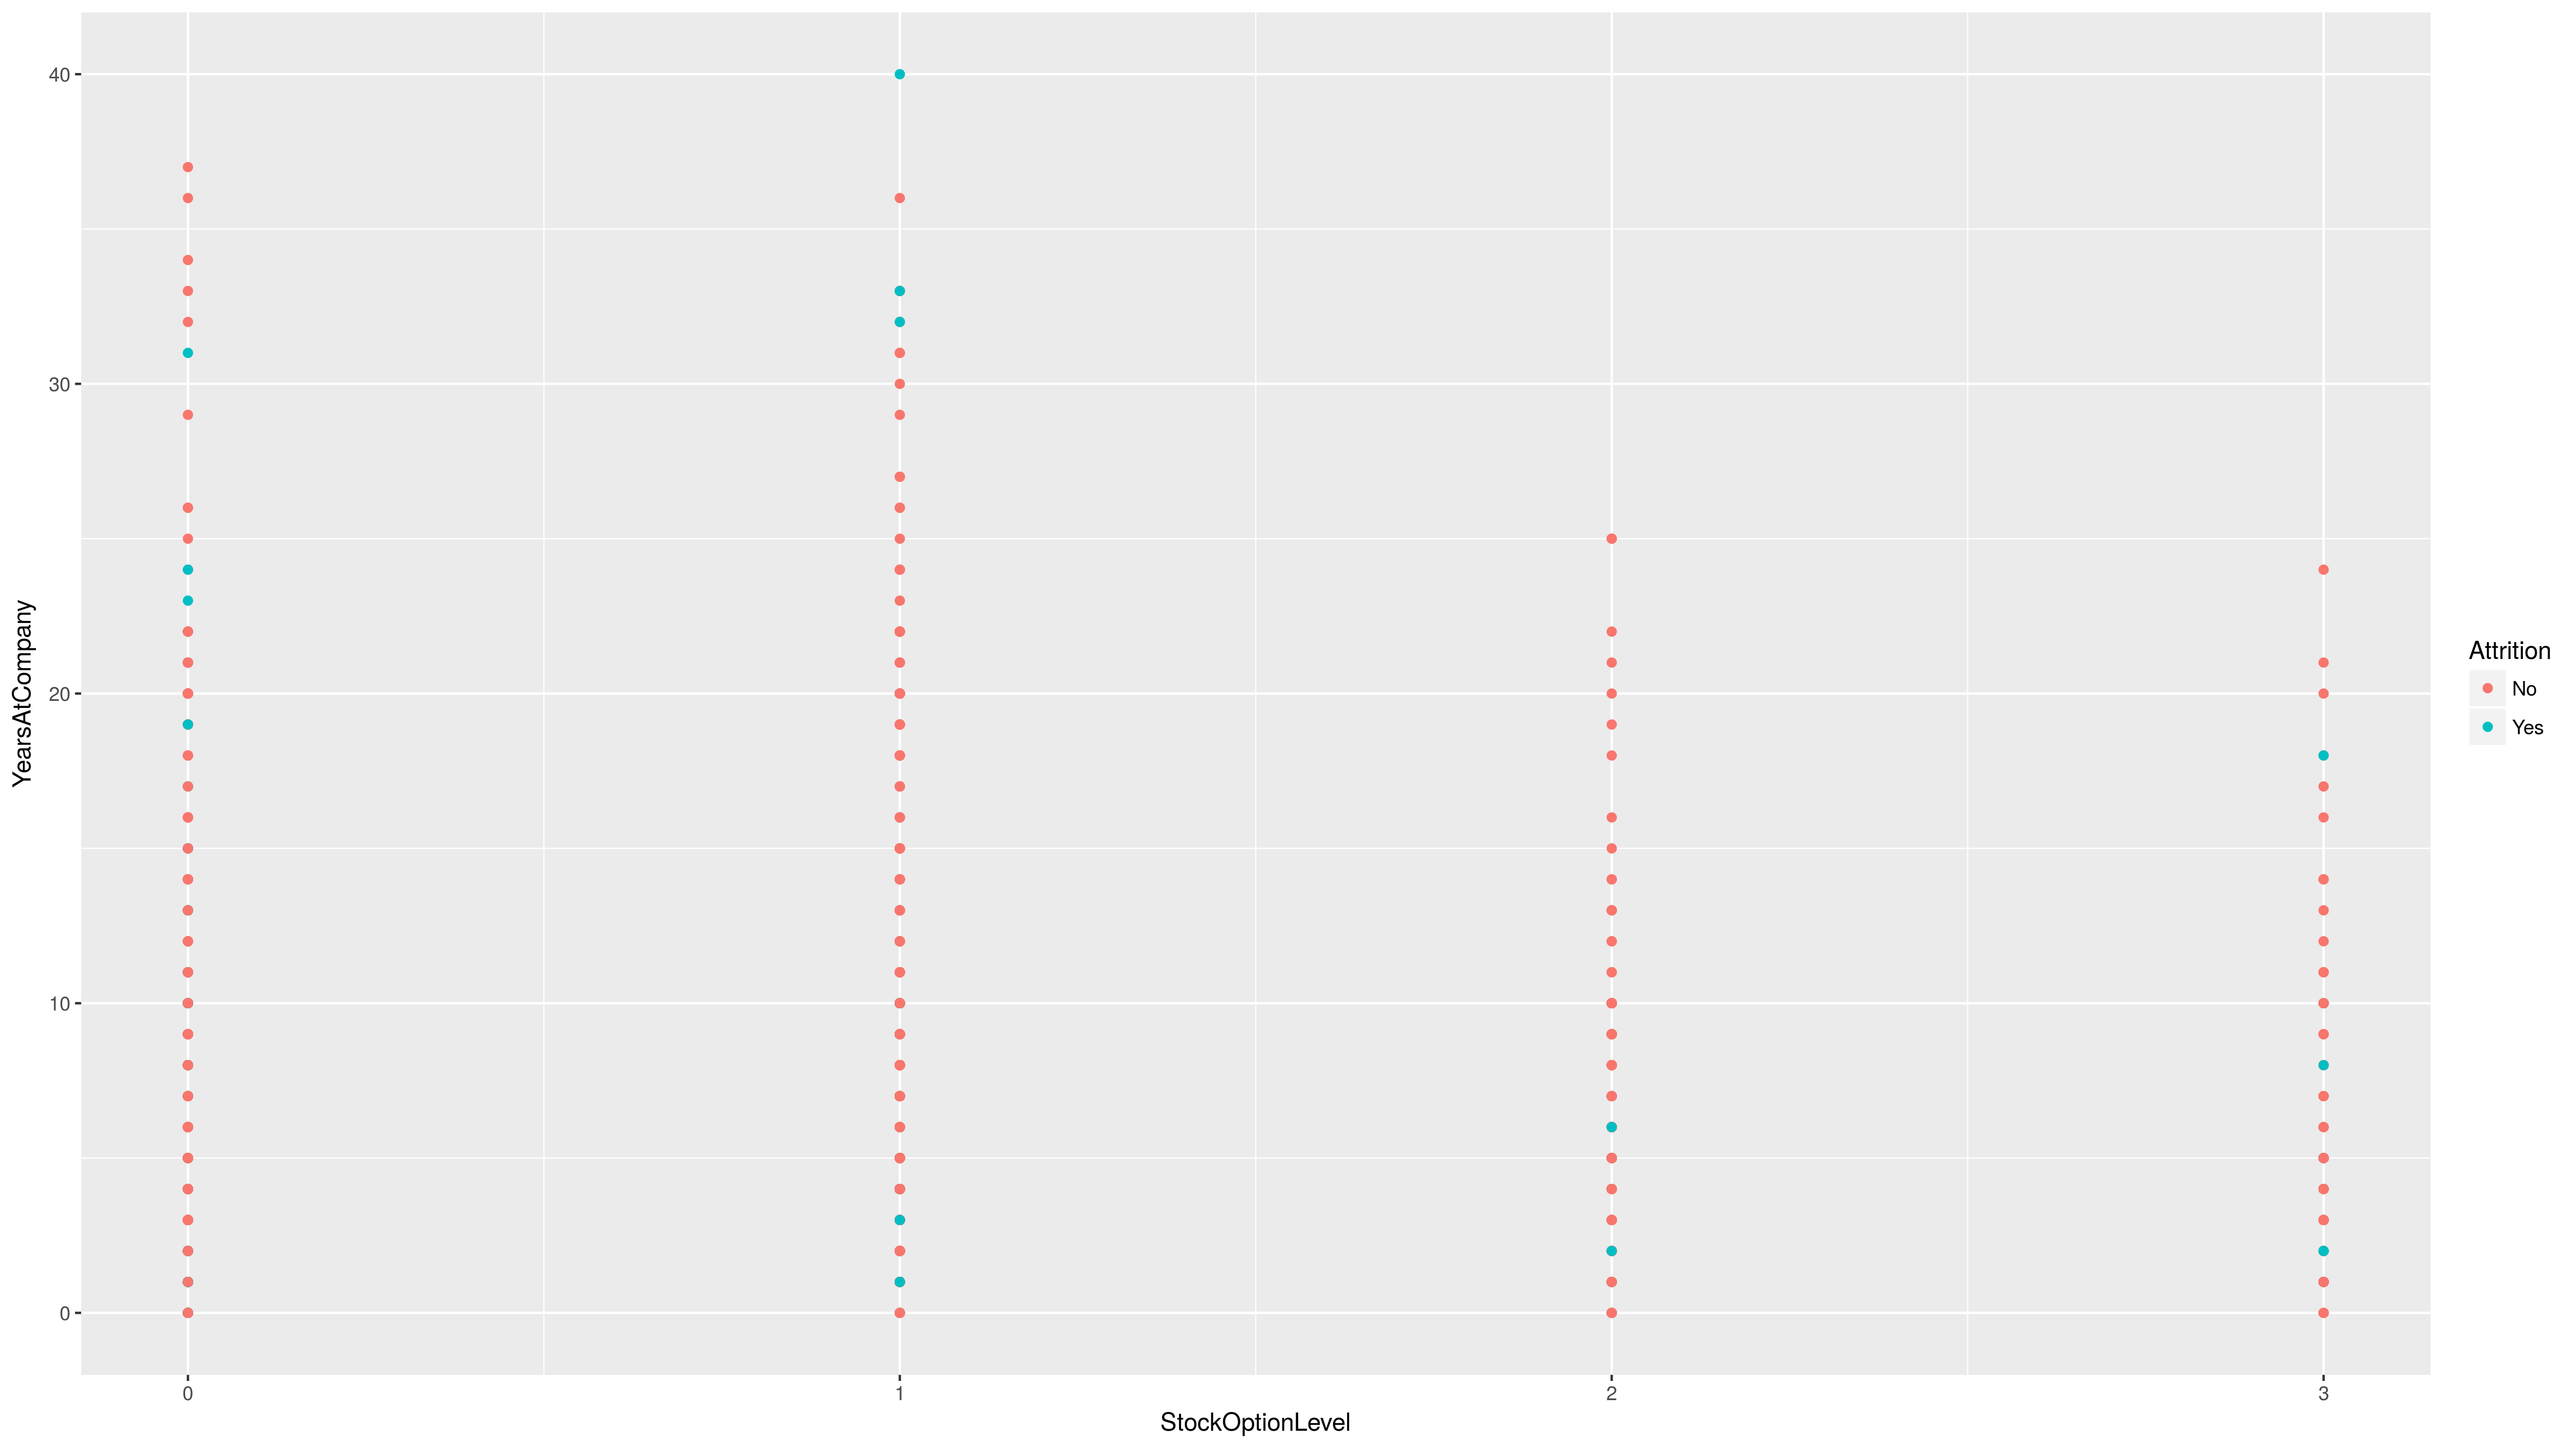 40
30
20
10
0
YearsAtCompany
0 1 2 3
StockOptionLevel
Attrition
No
Yes